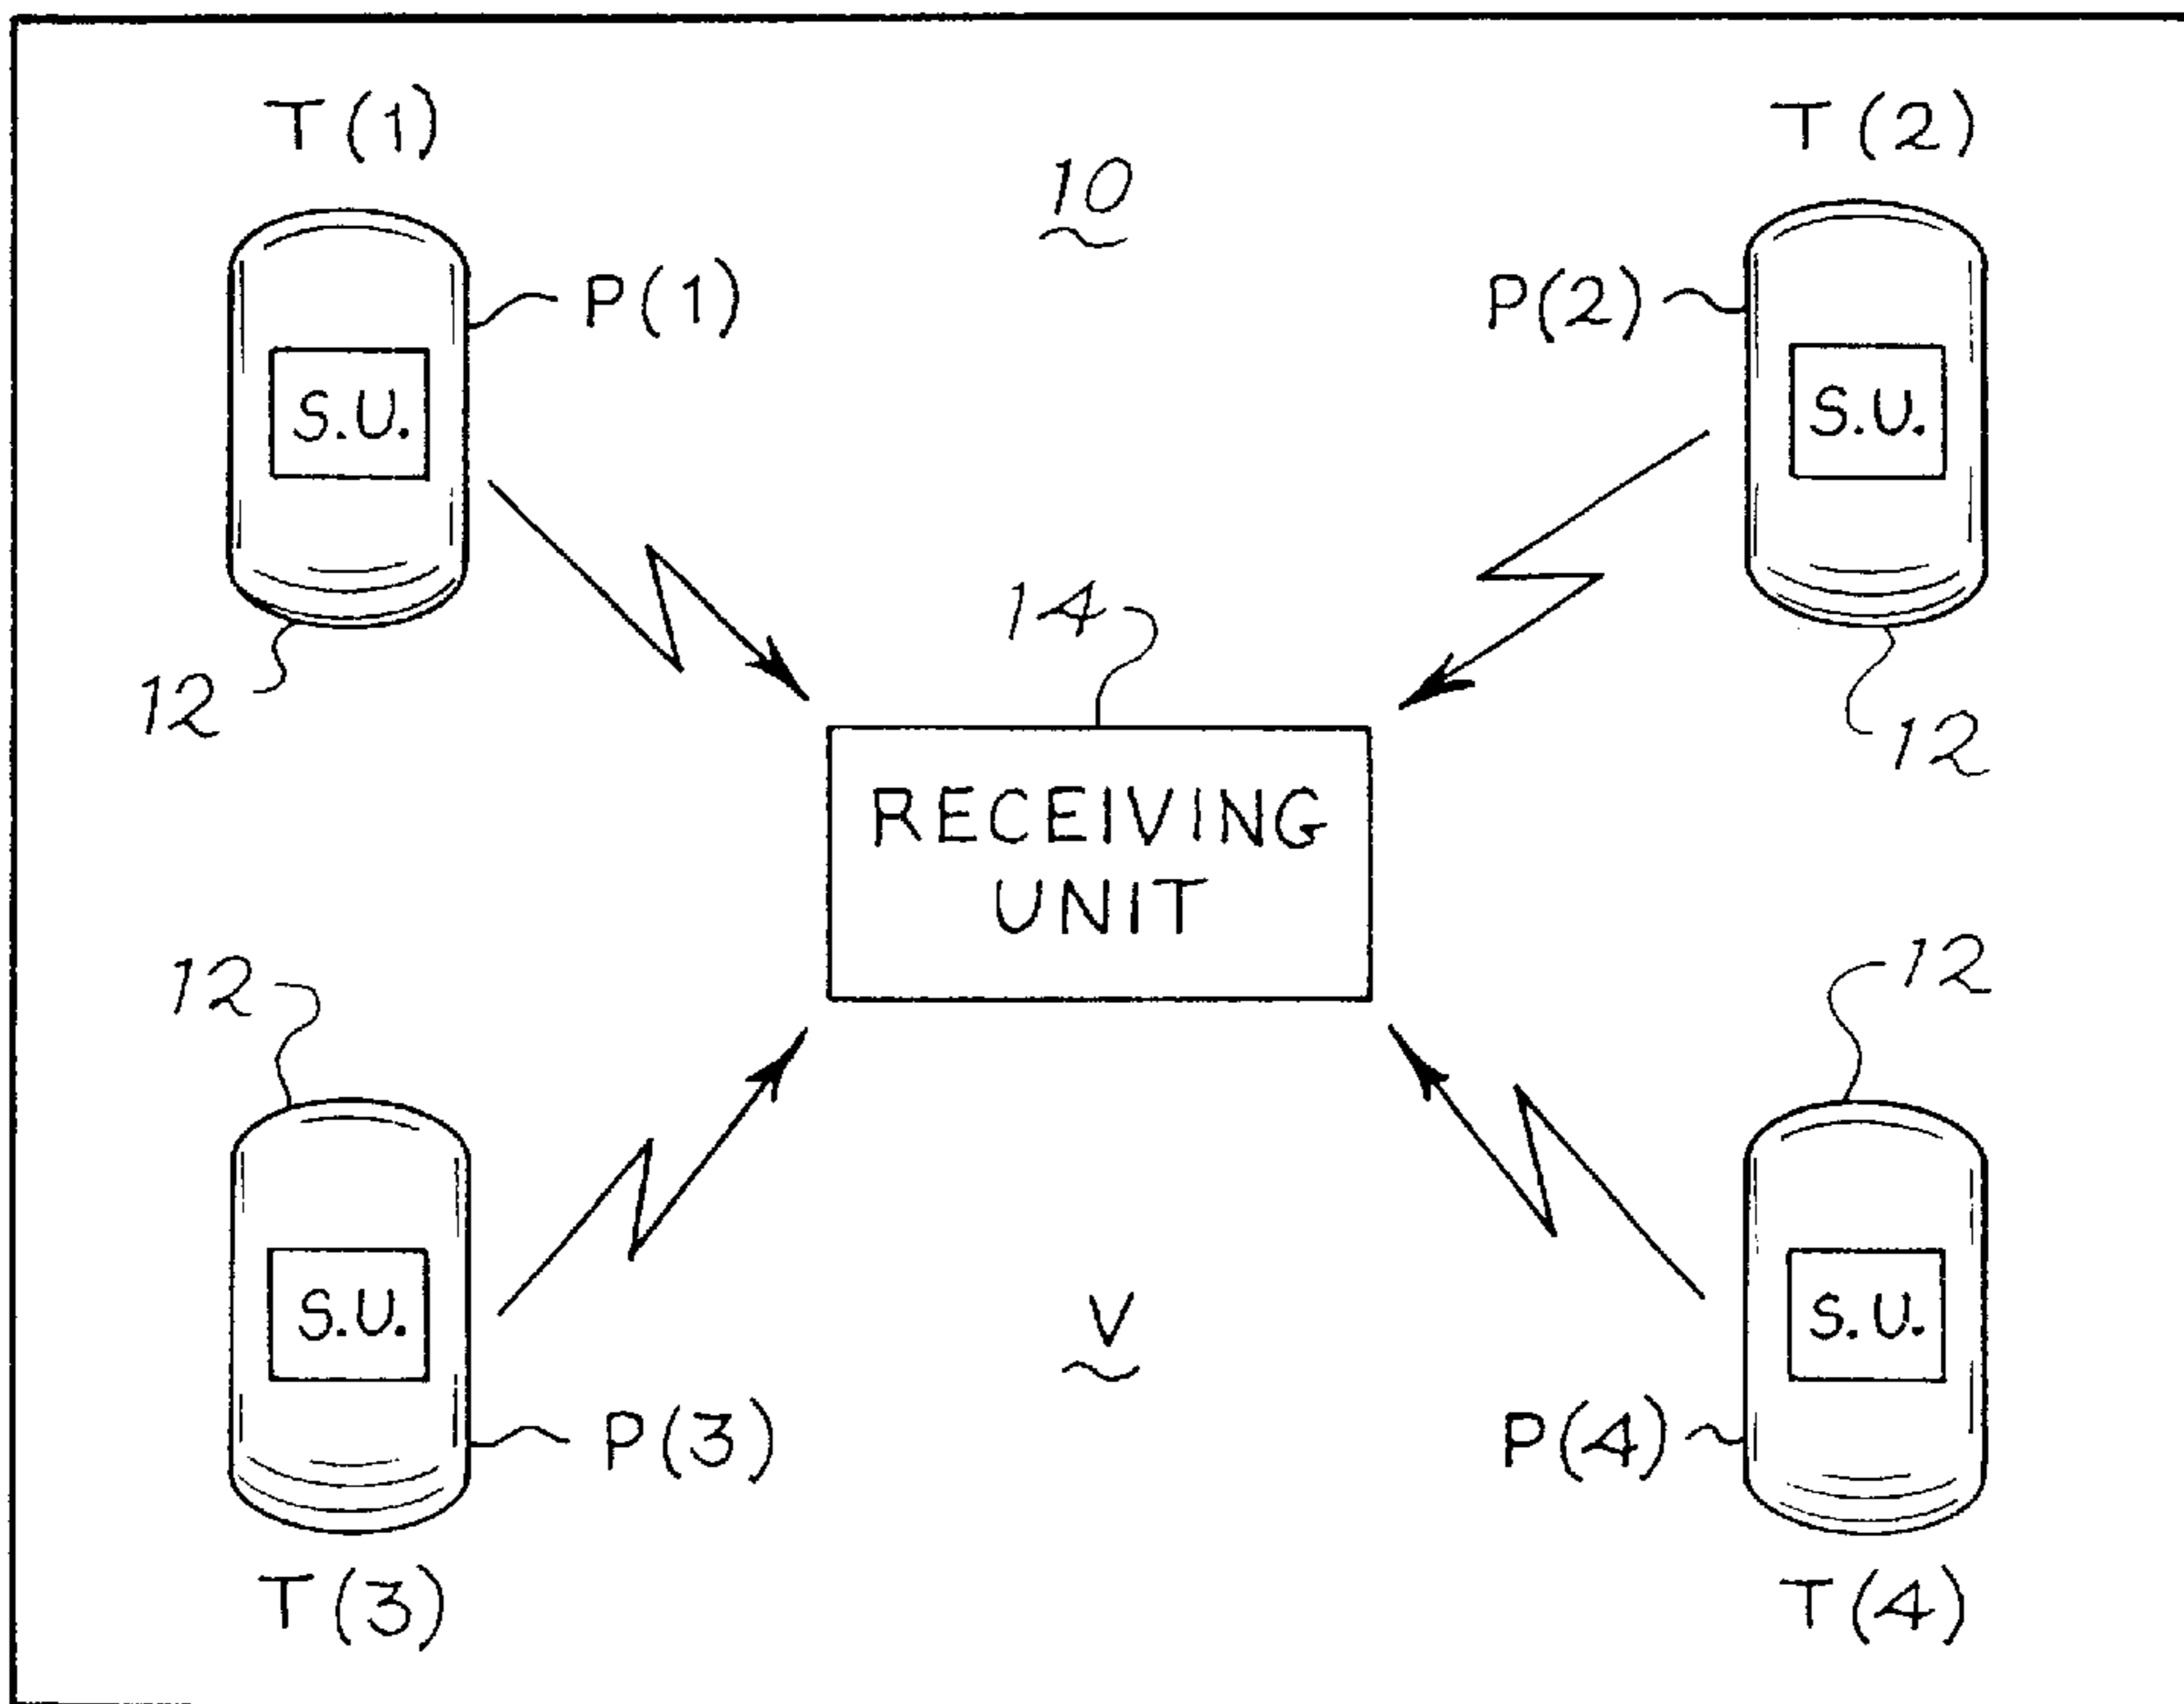 T(1)
T(2)
10
P(1)
P(2)
S.U.
S.U.
14
12
12
RECEIVING
UNIT
12
12
S.U.
S.U.
V
P(3)
P(4)
T(3)
T(4)